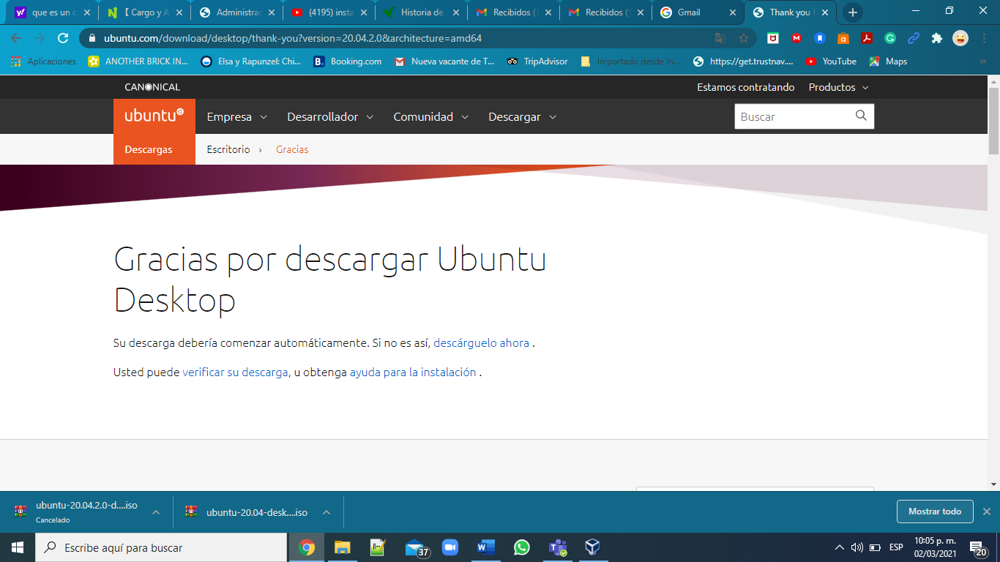 que es un c
【 Cargo y A
Administrac
(4195) insta
Historia de
Recibidos (
Recibidos (
Gmail
Thank you f
ubuntu.com/download/desktop/thank-you?version=20.04.2.0&architecture=amd64
Aplicaciones
ANOTHER BRICK IN...
Elsa y Rapunzel: Chi...
Booking.com
Nueva vacante de T...
TripAdvisor
Importado desde in...
https://get.trustnav....
YouTube
Maps
CANONICAL
Estamos contratando
Productos
ubuntu
Empresa
Desarrollador
Comunidad
Descargar
Buscar
Descargas
Escritorio ›
Gracias
Gracias por descargar Ubuntu
Desktop
Su descarga debería comenzar automáticamente. Si no es así, descárguelo ahora .
Usted puede verificar su descarga, u obtenga ayuda para la instalación .
ubuntu-20.04.2.0-d....iso
Cancelado
ubuntu-20.04-desk....iso
Mostrar todo
Escribe aquí para buscar
37
ESP
10:05 p. m.
02/03/2021
20